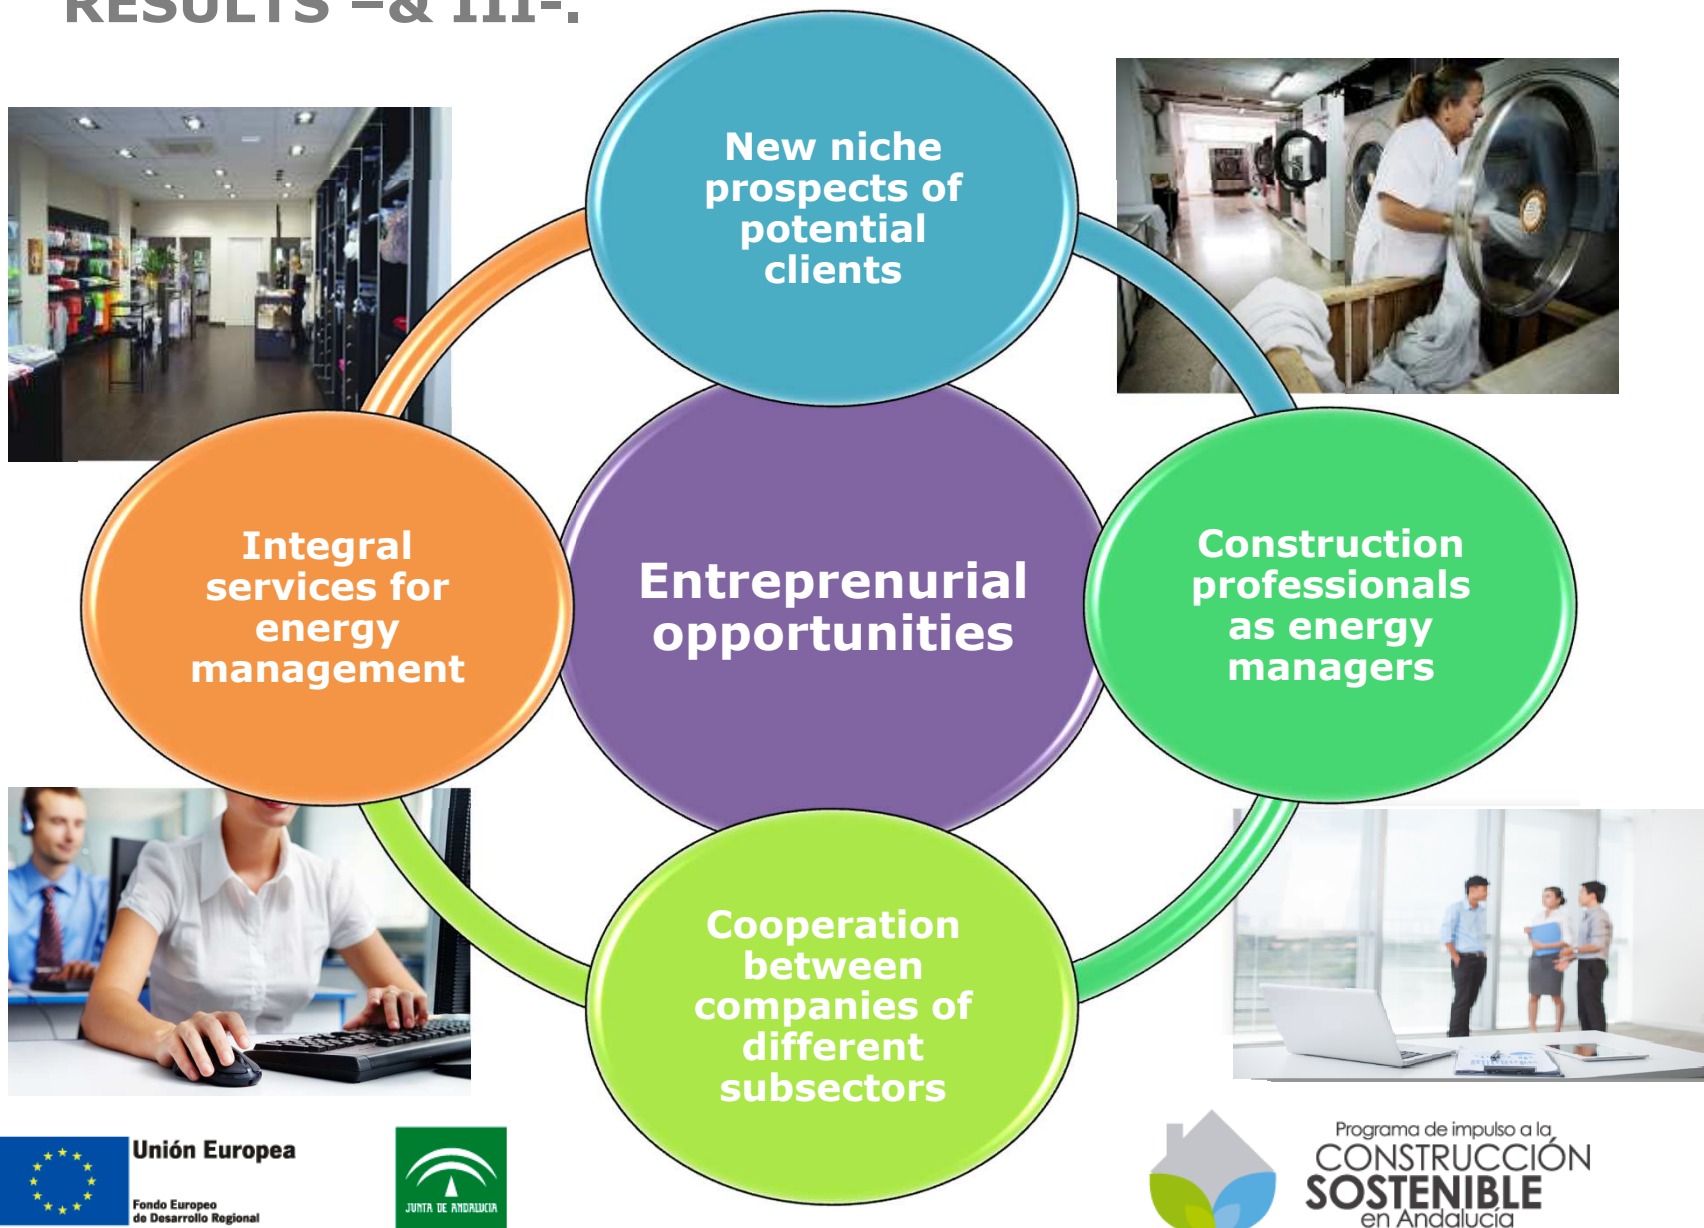 RESULTS –& III-.
New niche
prospects of
potential
clients
Integral
services for
energy
management
Entreprenurial
opportunities
Construction
professionals
as energy
managers
Cooperation
between
companies of
different
subsectors
Unión Europea
Fondo Europeo
de Desarrollo Regional
JUNTA DE ANDALUCIA
Programa de impulso a la
CONSTRUCCIÓN
SOSTENIBLE
en Andalucía